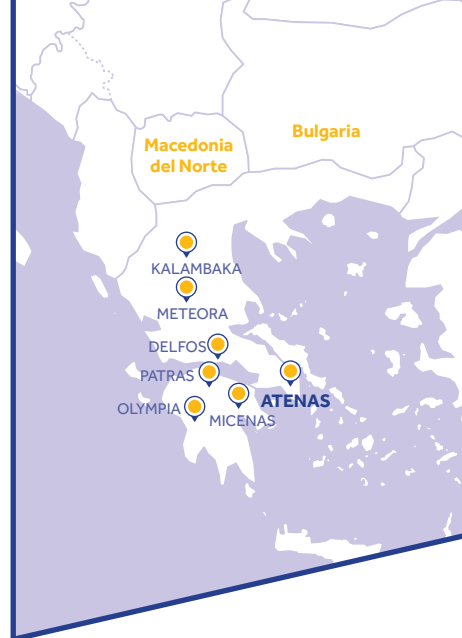 Bulgaria
Macedonia
del Norte
KALAMBAKA
METEORA
DELFOS
PATRAS
ATENAS
OLYMPIA
MICENAS